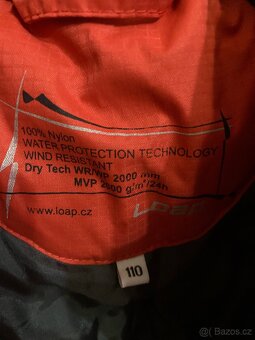 100% Nylon
WATER PROTECTION TECHNOLOGY
WIND RESISTANT
Dry Tech WR/WP 2000 mm
MVP 2000 g/m²/24h
www.loap.cz
LOAP
110
© Sbazar.cz